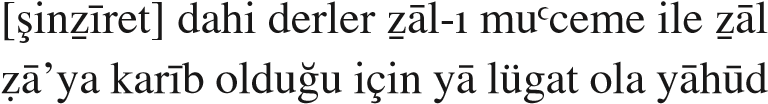 [şinẕīret] dahi derler ẕāl-ı muʿceme ile ẕāl
ẓā’ya karīb olduğu için yā lügat ola yāhūd